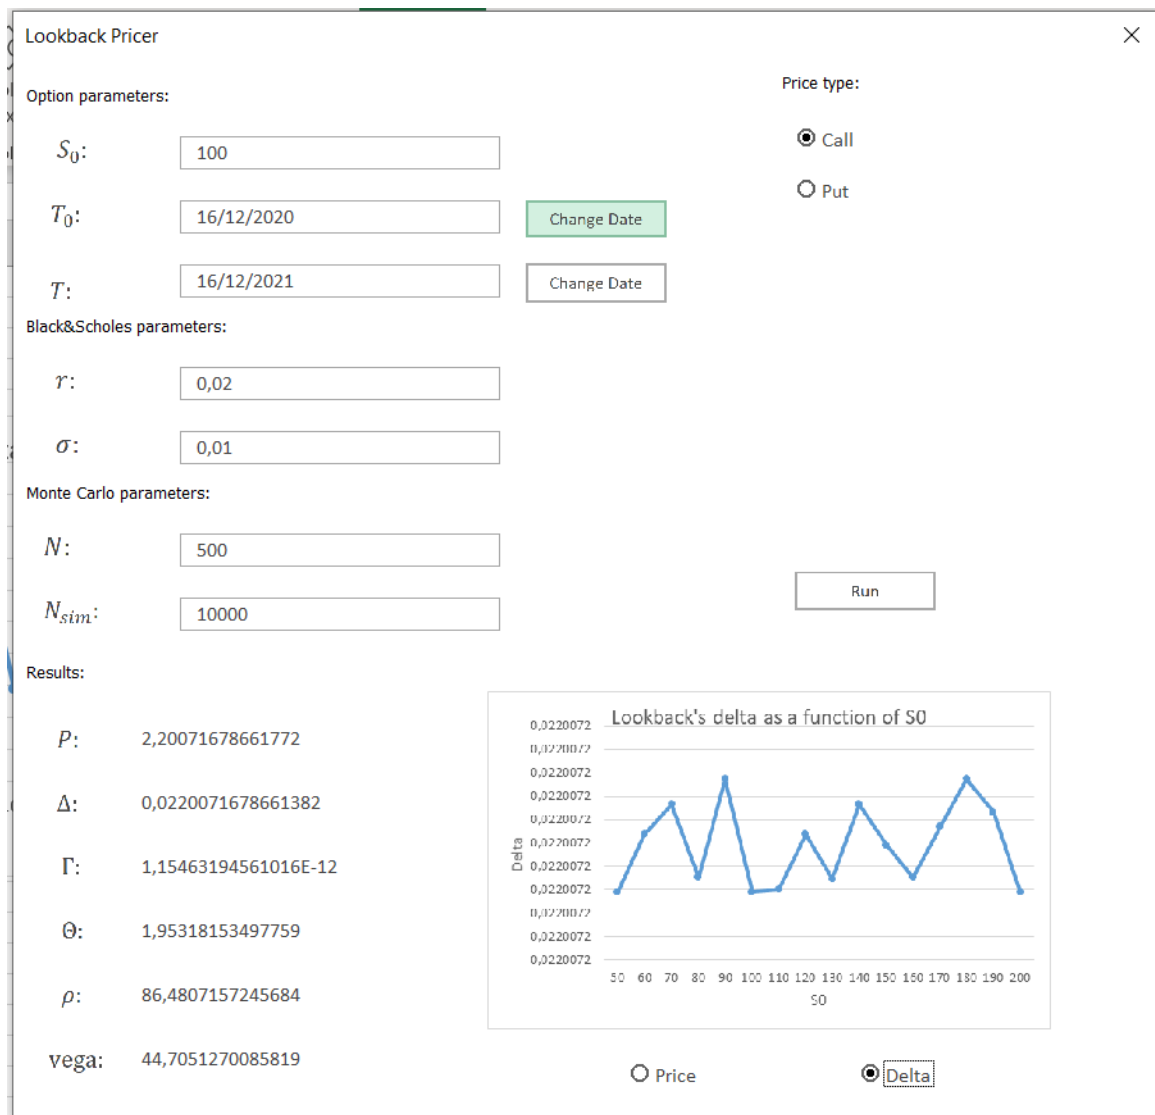 Lookback Pricer
Option parameters:
Price type:
S0: 100
Call
T0: 16/12/2020 Change Date
Put
T: 16/12/2021 Change Date
Black&Scholes parameters:
r: 0,02
σ: 0,01
Monte Carlo parameters:
N: 500
Run
Nsim: 10000
Results:
P: 2,20071678661772
Δ: 0,0220071678661382
Γ: 1,15463194561016E-12
Θ: 1,95318153497759
ρ: 86,4807157245684
vega: 44,7051270085819
Lookback's delta as a function of S0
0,0220072
0,0220072
0,0220072
0,0220072
0,0220072
0,0220072
0,0220072
0,0220072
0,0220072
0,0220072
0,0220072
Delta
50 60 70 80 90 100 110 120 130 140 150 160 170 180 190 200
S0
Price Delta